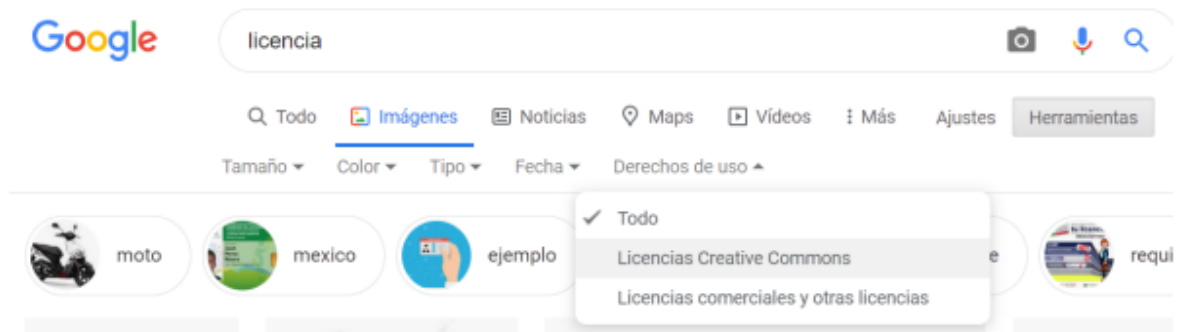 Google
licencia
Todo Imágenes Noticias Maps Vídeos Más Ajustes Herramientas
Tamaño Color Tipo Fecha Derechos de uso
Todo
moto mexico ejemplo Licencias Creative Commons e requi
Licencias comerciales y otras licencias